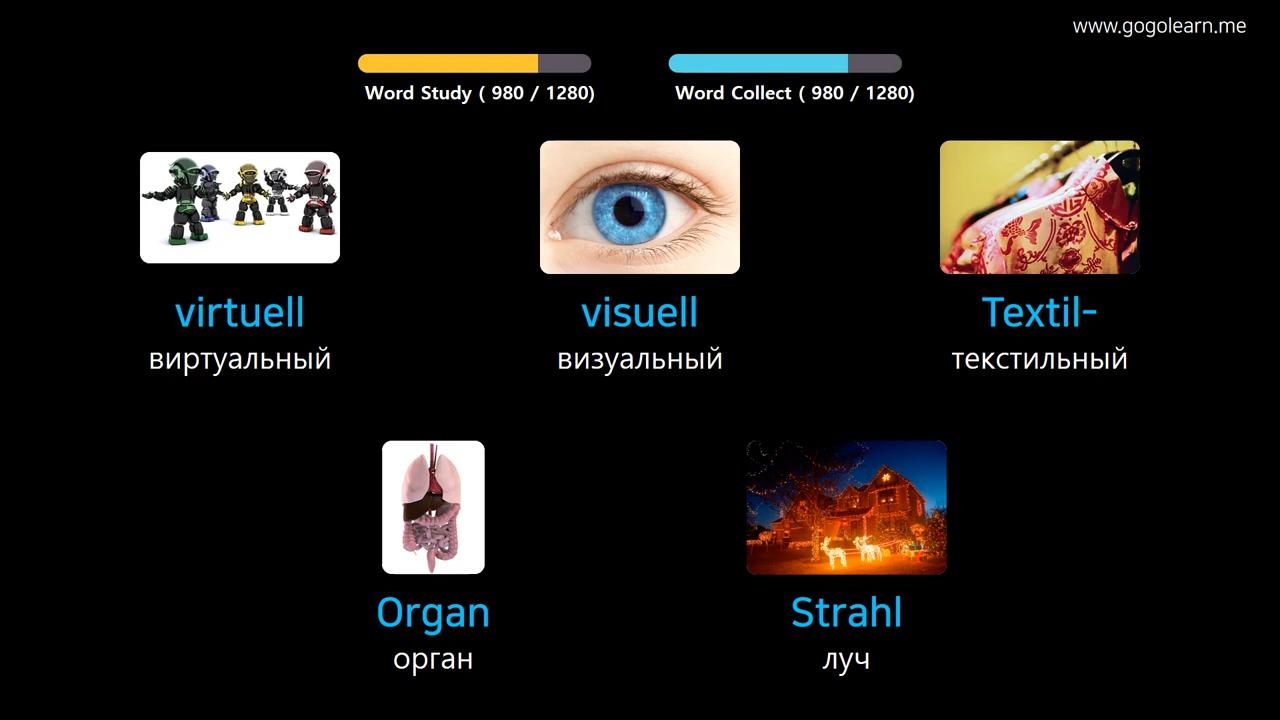 www.gogolearn.me
Word Study ( 980 / 1280)
Word Collect ( 980 / 1280)
virtuell
visuell
Textil-
виртуальный
визуальный
текстильный
Organ
Strahl
орган
луч